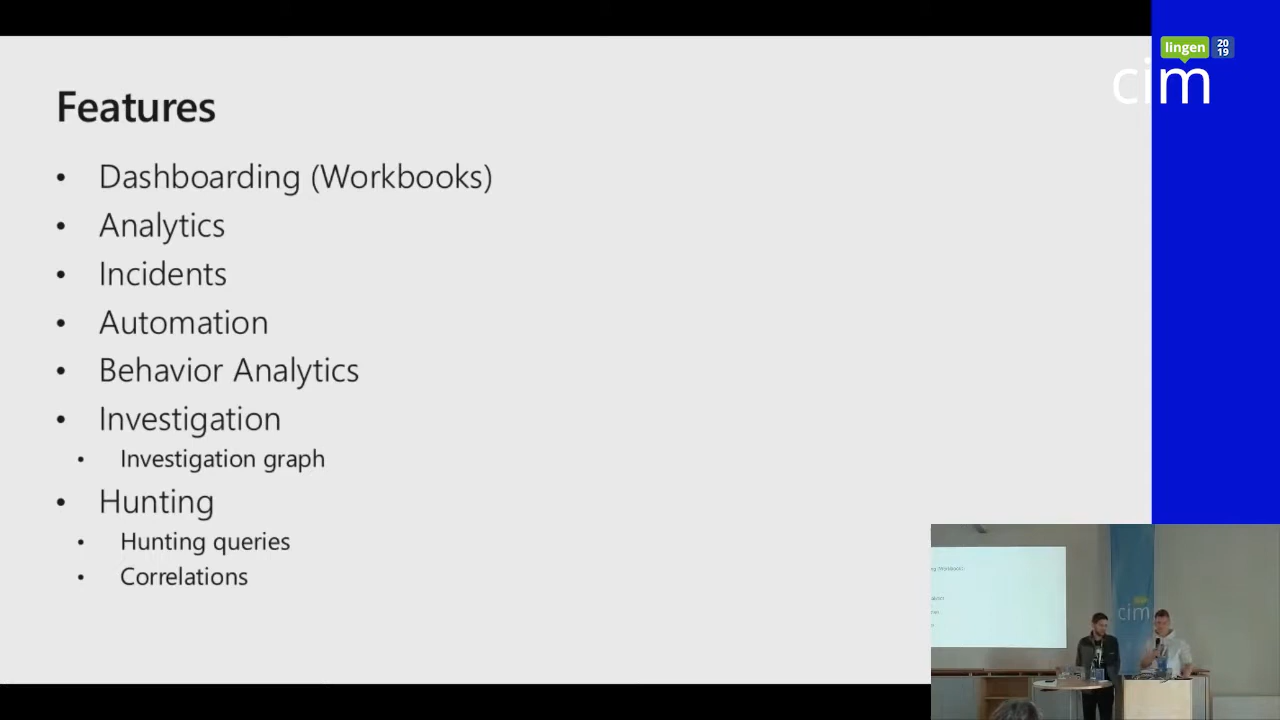 Features
• Dashboarding (Workbooks)
• Analytics
• Incidents
• Automation
• Behavior Analytics
• Investigation
• Investigation graph
• Hunting
• Hunting queries
• Correlations
lingen
20
19
cim
cim